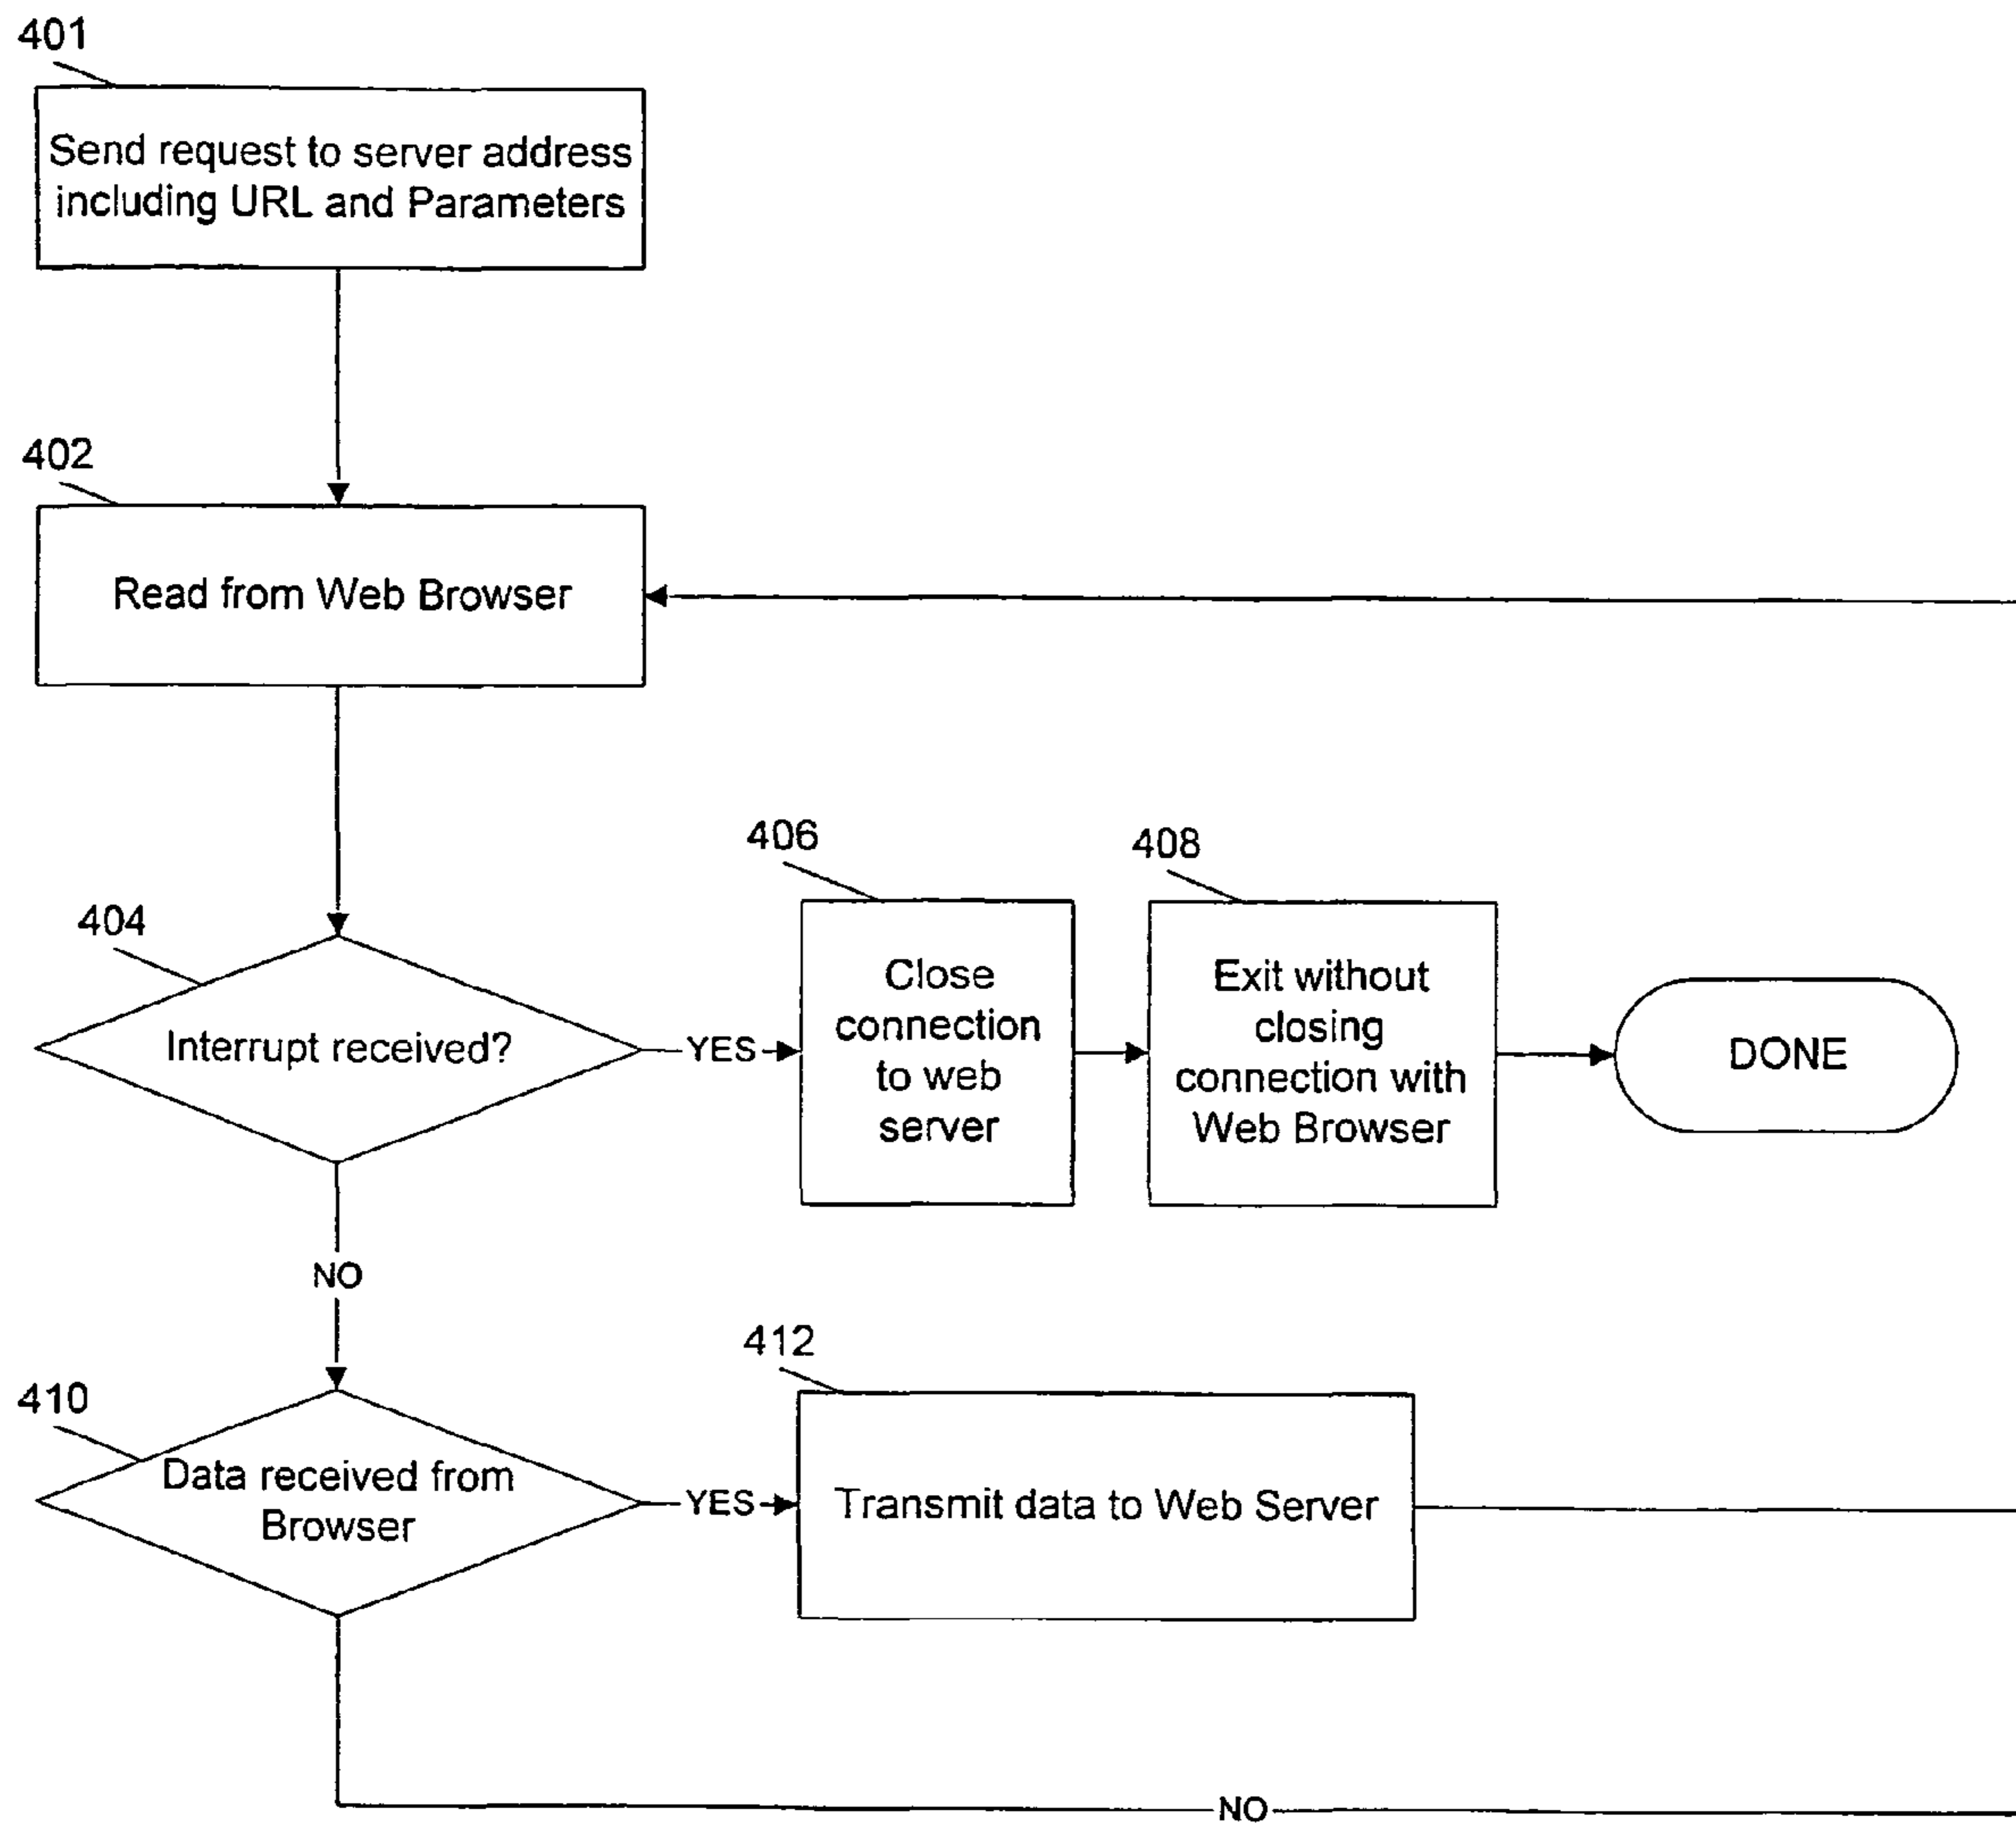 401
Send request to server address
including URL and Parameters
402
Read from Web Browser
404
Interrupt received?
YES
406
Close
connection
to web
server
408
Exit without
closing
connection with
Web Browser
DONE
NO
410
Data received from
Browser
YES
412
Transmit data to Web Server
NO